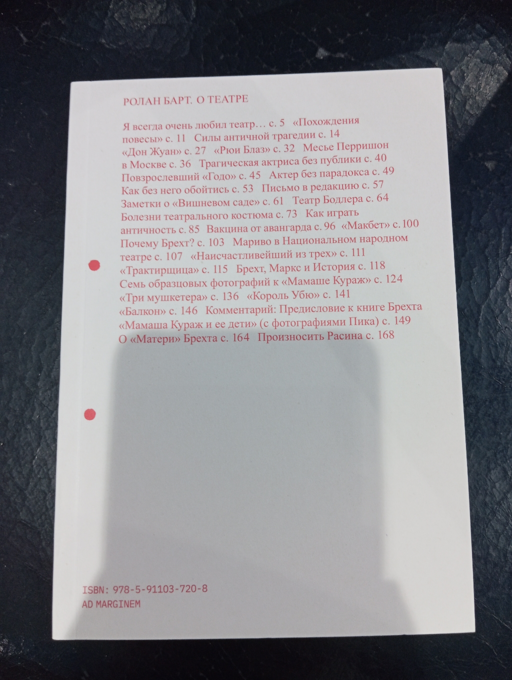 РОЛАН БАРТ. О ТЕАТРЕ
Я всегда очень любил театр... с. 5 «Похождения
повесы» с. 11 Силы античной трагедии с. 14
«Дон Жуан» с. 27 «Рюи Блаз» с. 32 Месье Перришон
в Москве с. 36 Трагическая актриса без публики с. 40
Повзрослевший «Годо» с. 45 Актер без парадокса с. 49
Как без него обойтись с. 53 Письмо в редакцию с. 57
Заметки о «Вишневом саде» с. 61 Театр Бодлера с. 64
Болезни театрального костюма с. 73 Как играть
античность с. 85 Вакцина от авангарда с. 96 «Макбет» с.100
Почему Брехт? с. 103 Мариво в Национальном народном
театре с. 107 «Наисчастливейший из трех» с. 111
«Трактирщица» с. 115 Брехт, Маркс и История с. 118
Семь образцовых фотографий к «Мамаше Кураж» с. 124
«Три мушкетера» с. 136 «Король Убю» с. 141
«Балкон» с. 146 Комментарий: Предисловие к книге Брехта
«Мамаша Кураж и ее дети» (с фотографиями Пика) с. 149
О «Матери» Брехта с. 164 Произносить Расина с. 168
ISBN: 978-5-91103-720-8
AD MARGINEM